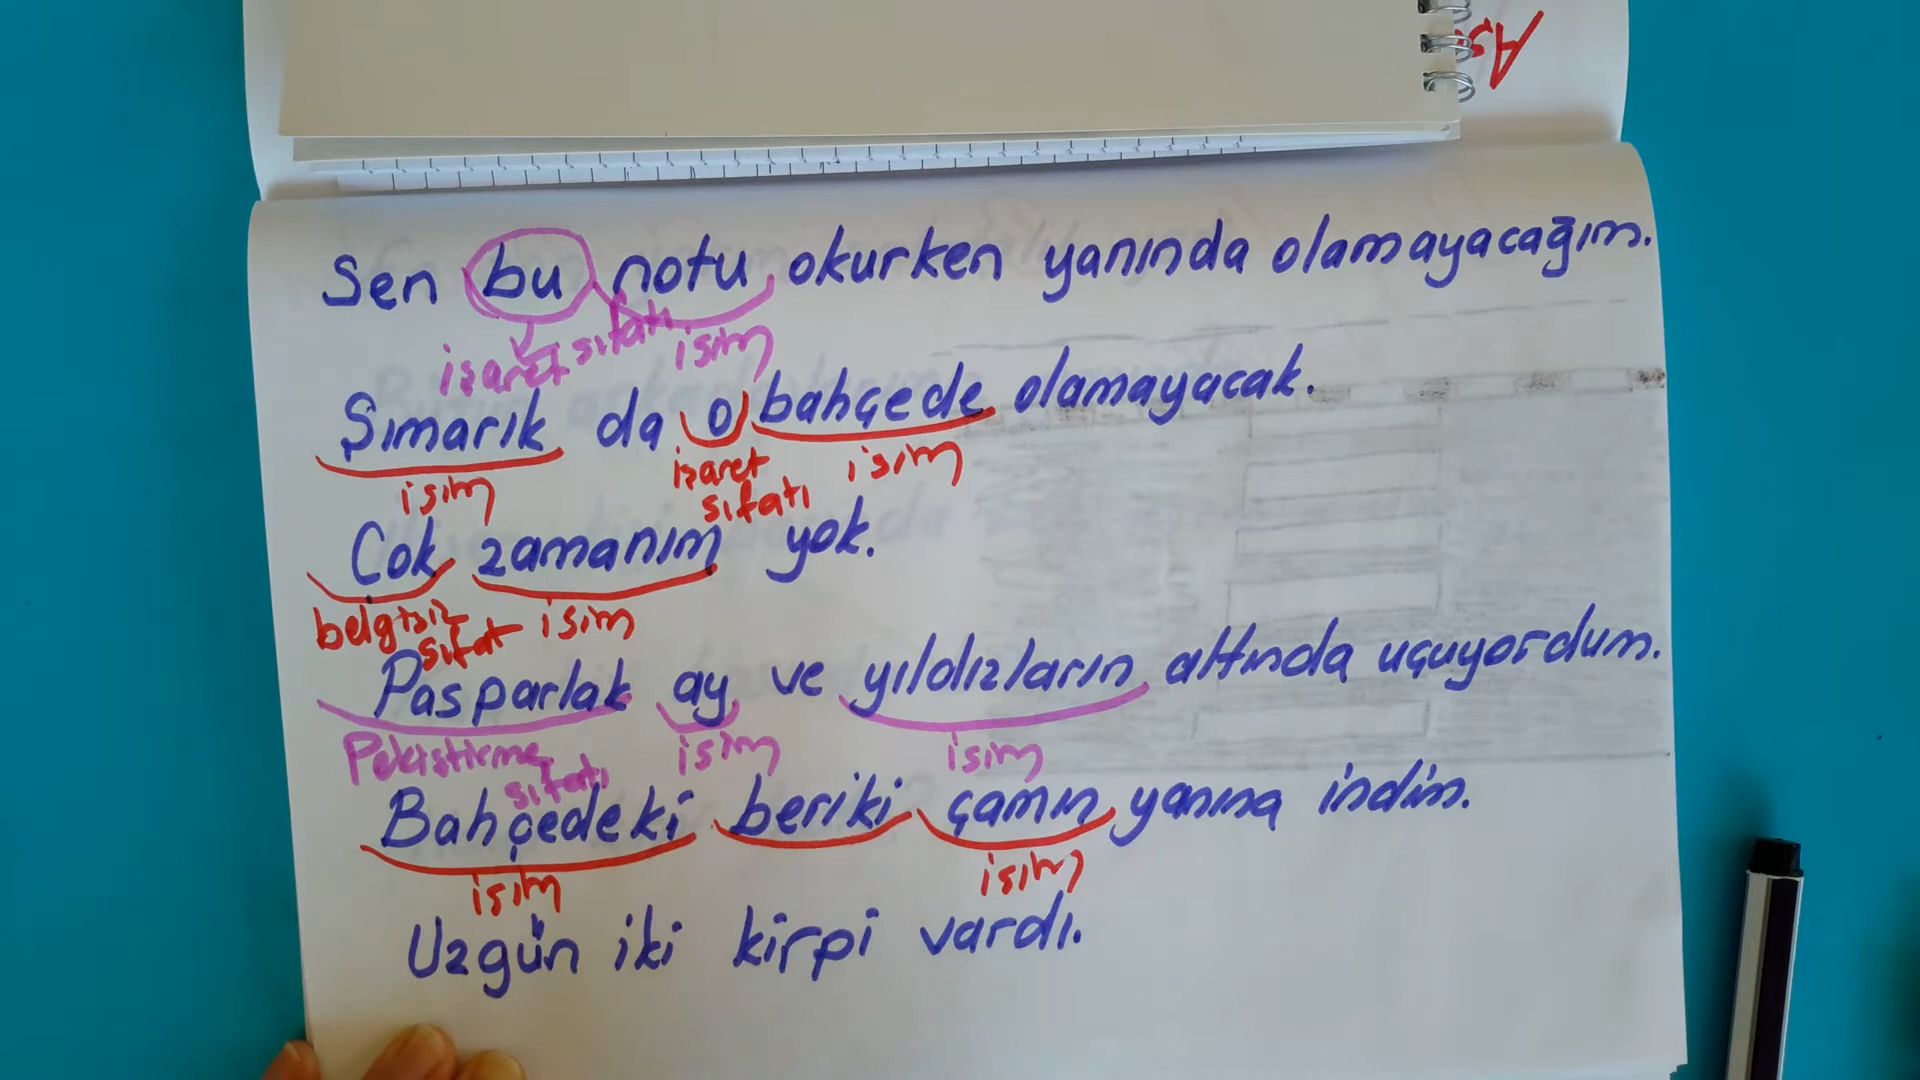 Aş
Sen bu notu okurken yanında olamayacağım.
işaret sıfatı isim
Şımarık da o bahçede olamayacak.
isim işaret sıfatı isim
Çok zamanım yok.
belgisiz sıfat isim
Pasparlak ay ve yıldızların altında uçuyordum.
Pekiştirme sıfatı isim isim
Bahçedeki beriki çamın yanına indim.
isim isim
Uzgün iki kirpi vardı.